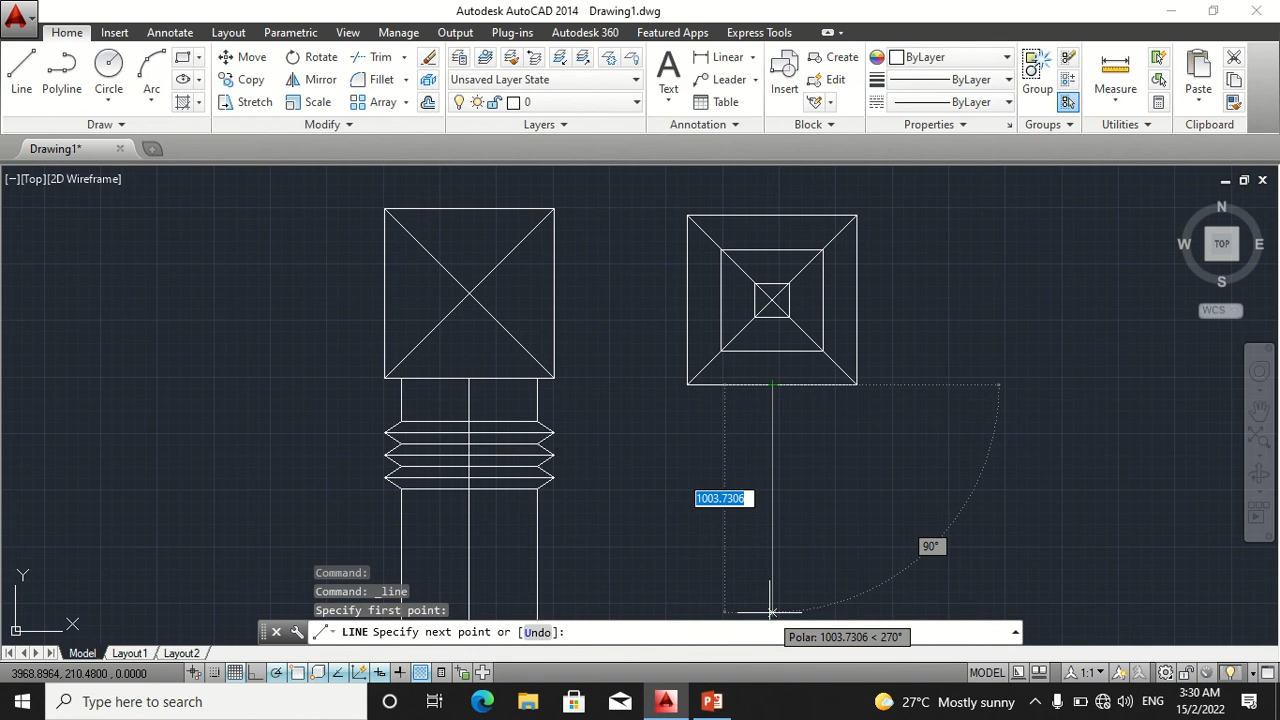 Autodesk AutoCAD 2014 Drawing1.dwg
Home Insert Annotate Layout Parametric View Manage Output Plug-ins Autodesk 360 Featured Apps Express Tools
Line Polyline Circle Arc
Move Rotate Trim
Copy Mirror Fillet
Stretch Scale Array
Unsaved Layer State
0
Text
Linear
Leader
Table
Insert
Create
Edit
ByLayer
ByLayer
ByLayer
Group
Measure
Paste
Draw Modify Layers Annotation Block Properties Groups Utilities Clipboard
Drawing1*
[−][Top][2D Wireframe]
N
W TOP E
S
WCS
1003.7306
90°
Y
X
Command:
Command: _line
Specify first point:
LINE Specify next point or [Undo]:
Polar: 1003.7306 < 270°
Model Layout1 Layout2
3968.8964, 210.4800, 0.0000
MODEL
1:1
Type here to search
27°C Mostly sunny
ENG
3:30 AM
15/2/2022